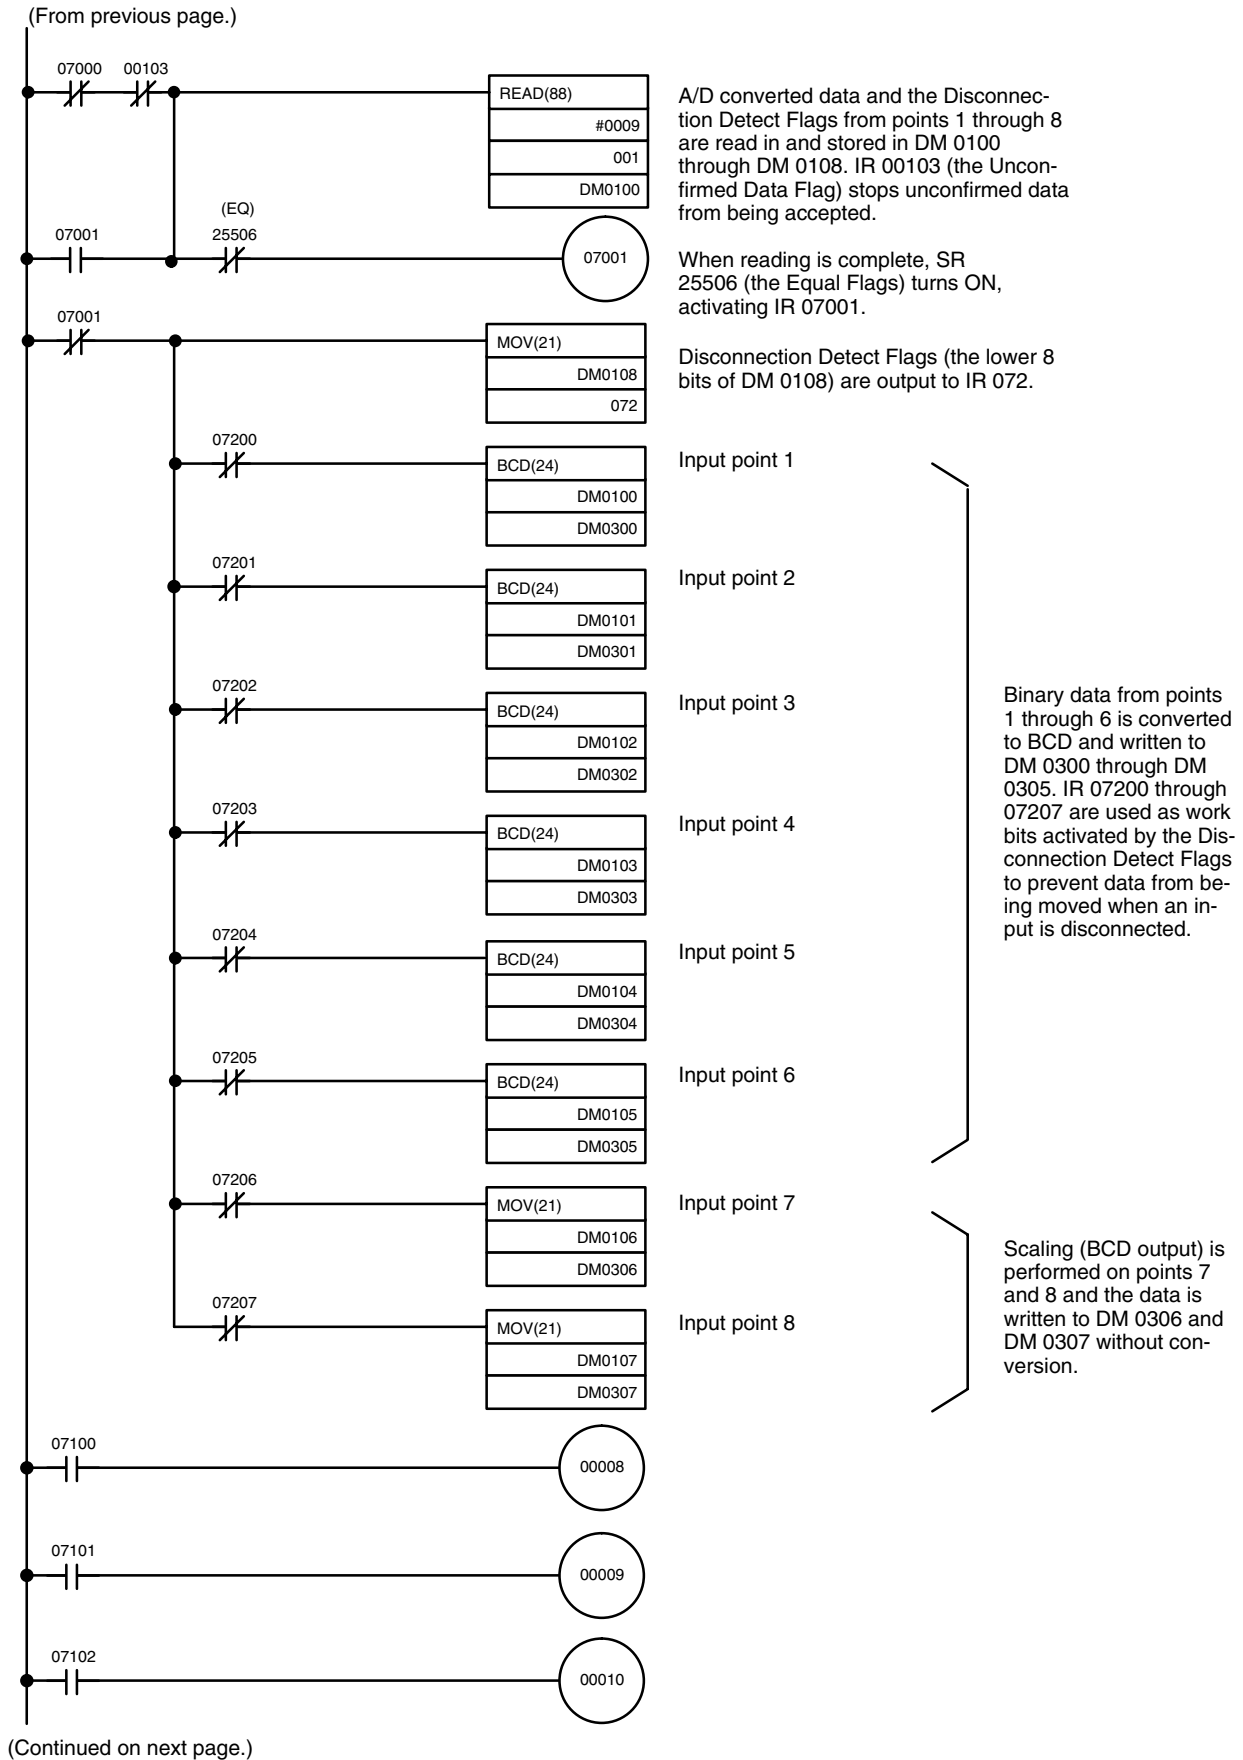 (From previous page.)
07000
00103
READ(88)
#0009
001
DM0100
A/D converted data and the Disconnec-
tion Detect Flags from points 1 through 8
are read in and stored in DM 0100
through DM 0108. IR 00103 (the Uncon-
firmed Data Flag) stops unconfirmed data
from being accepted.
(EQ)
07001
25506
07001
When reading is complete, SR
25506 (the Equal Flags) turns ON,
activating IR 07001.
07001
MOV(21)
DM0108
072
Disconnection Detect Flags (the lower 8
bits of DM 0108) are output to IR 072.
07200
BCD(24)
DM0100
DM0300
Input point 1
07201
BCD(24)
DM0101
DM0301
Input point 2
07202
BCD(24)
DM0102
DM0302
Input point 3
07203
BCD(24)
DM0103
DM0303
Input point 4
07204
BCD(24)
DM0104
DM0304
Input point 5
07205
BCD(24)
DM0105
DM0305
Input point 6
Binary data from points
1 through 6 is converted
to BCD and written to
DM 0300 through DM
0305. IR 07200 through
07207 are used as work
bits activated by the Dis-
connection Detect Flags
to prevent data from be-
ing moved when an in-
put is disconnected.
07206
MOV(21)
DM0106
DM0306
Input point 7
07207
MOV(21)
DM0107
DM0307
Input point 8
Scaling (BCD output) is
performed on points 7
and 8 and the data is
written to DM 0306 and
DM 0307 without con-
version.
07100
00008
07101
00009
07102
00010
(Continued on next page.)